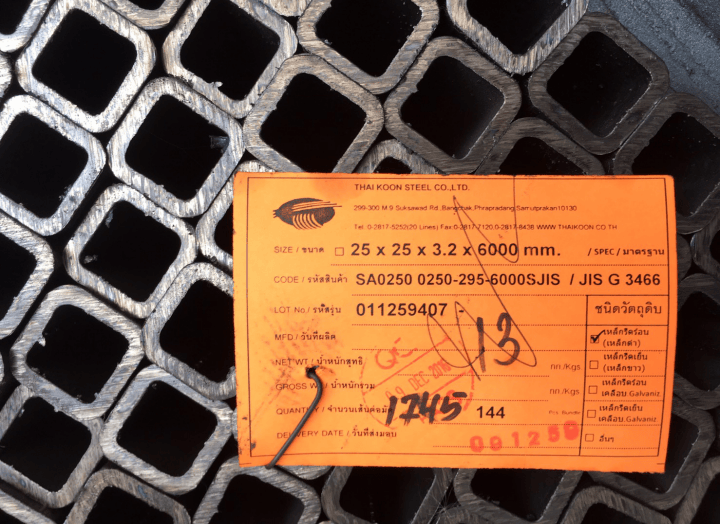 THAI KOON STEEL CO.,LTD.
299-300 M.9 Suksawad Rd.,Bangchak,Phrapradang,Samutprakan10130
Tel. 0-2817-5252(20 Lines) Fax:0-2817-7120,0-2817-8438 WWW THAIKOON CO TH
SIZE / ขนาด □ 25 x 25 x 3.2 x 6000 mm. / SPEC / มาตรฐาน
CODE / รหัสสินค้า SA0250 0250-295-6000SJIS / JIS G 3466
LOT No./ รหัสรุ่น 011259407 - ชนิดวัตถุดิบ
MFD / วันที่ผลิต 13 เหล็กรีดร้อน
(เหล็กดำ)
NET WT / น้ำหนักสุทธิ กก./Kgs เหล็กรีดเย็น
(เหล็กขาว)
GROSS W / น้ำหนักรวม กก./Kgs เหล็กรีดร้อน
เคลือบ.Galvaniz
DEC
QUANTITY / จำนวนเส้นต่อมัด 1745 144 Pcs Bundle เหล็กรีดเย็น
เคลือบ.Galvaniz
DELIVERY DATE / วันที่ส่งมอบ 091258 อื่นๆ